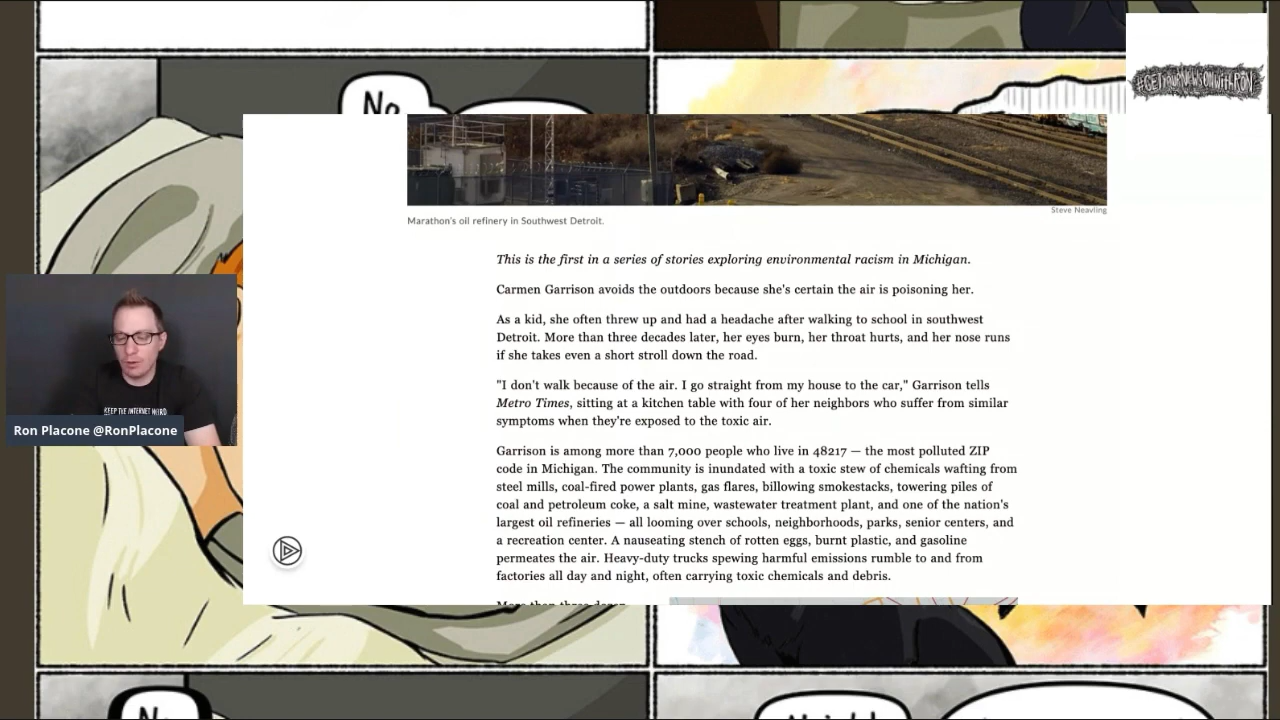 No
#GETYOURNEWSONWITHRON
Steve Neavling
Marathon's oil refinery in Southwest Detroit.
This is the first in a series of stories exploring environmental racism in Michigan.
Carmen Garrison avoids the outdoors because she's certain the air is poisoning her.
As a kid, she often threw up and had a headache after walking to school in southwest
Detroit. More than three decades later, her eyes burn, her throat hurts, and her nose runs
if she takes even a short stroll down the road.
"I don't walk because of the air. I go straight from my house to the car," Garrison tells
Metro Times, sitting at a kitchen table with four of her neighbors who suffer from similar
symptoms when they're exposed to the toxic air.
Garrison is among more than 7,000 people who live in 48217 — the most polluted ZIP
code in Michigan. The community is inundated with a toxic stew of chemicals wafting from
steel mills, coal-fired power plants, gas flares, billowing smokestacks, towering piles of
coal and petroleum coke, a salt mine, wastewater treatment plant, and one of the nation's
largest oil refineries — all looming over schools, neighborhoods, parks, senior centers, and
a recreation center. A nauseating stench of rotten eggs, burnt plastic, and gasoline
permeates the air. Heavy-duty trucks spewing harmful emissions rumble to and from
factories all day and night, often carrying toxic chemicals and debris.
More than three dozen
KEEP THE INTERNET WEIRD
Ron Placone @RonPlacone
No